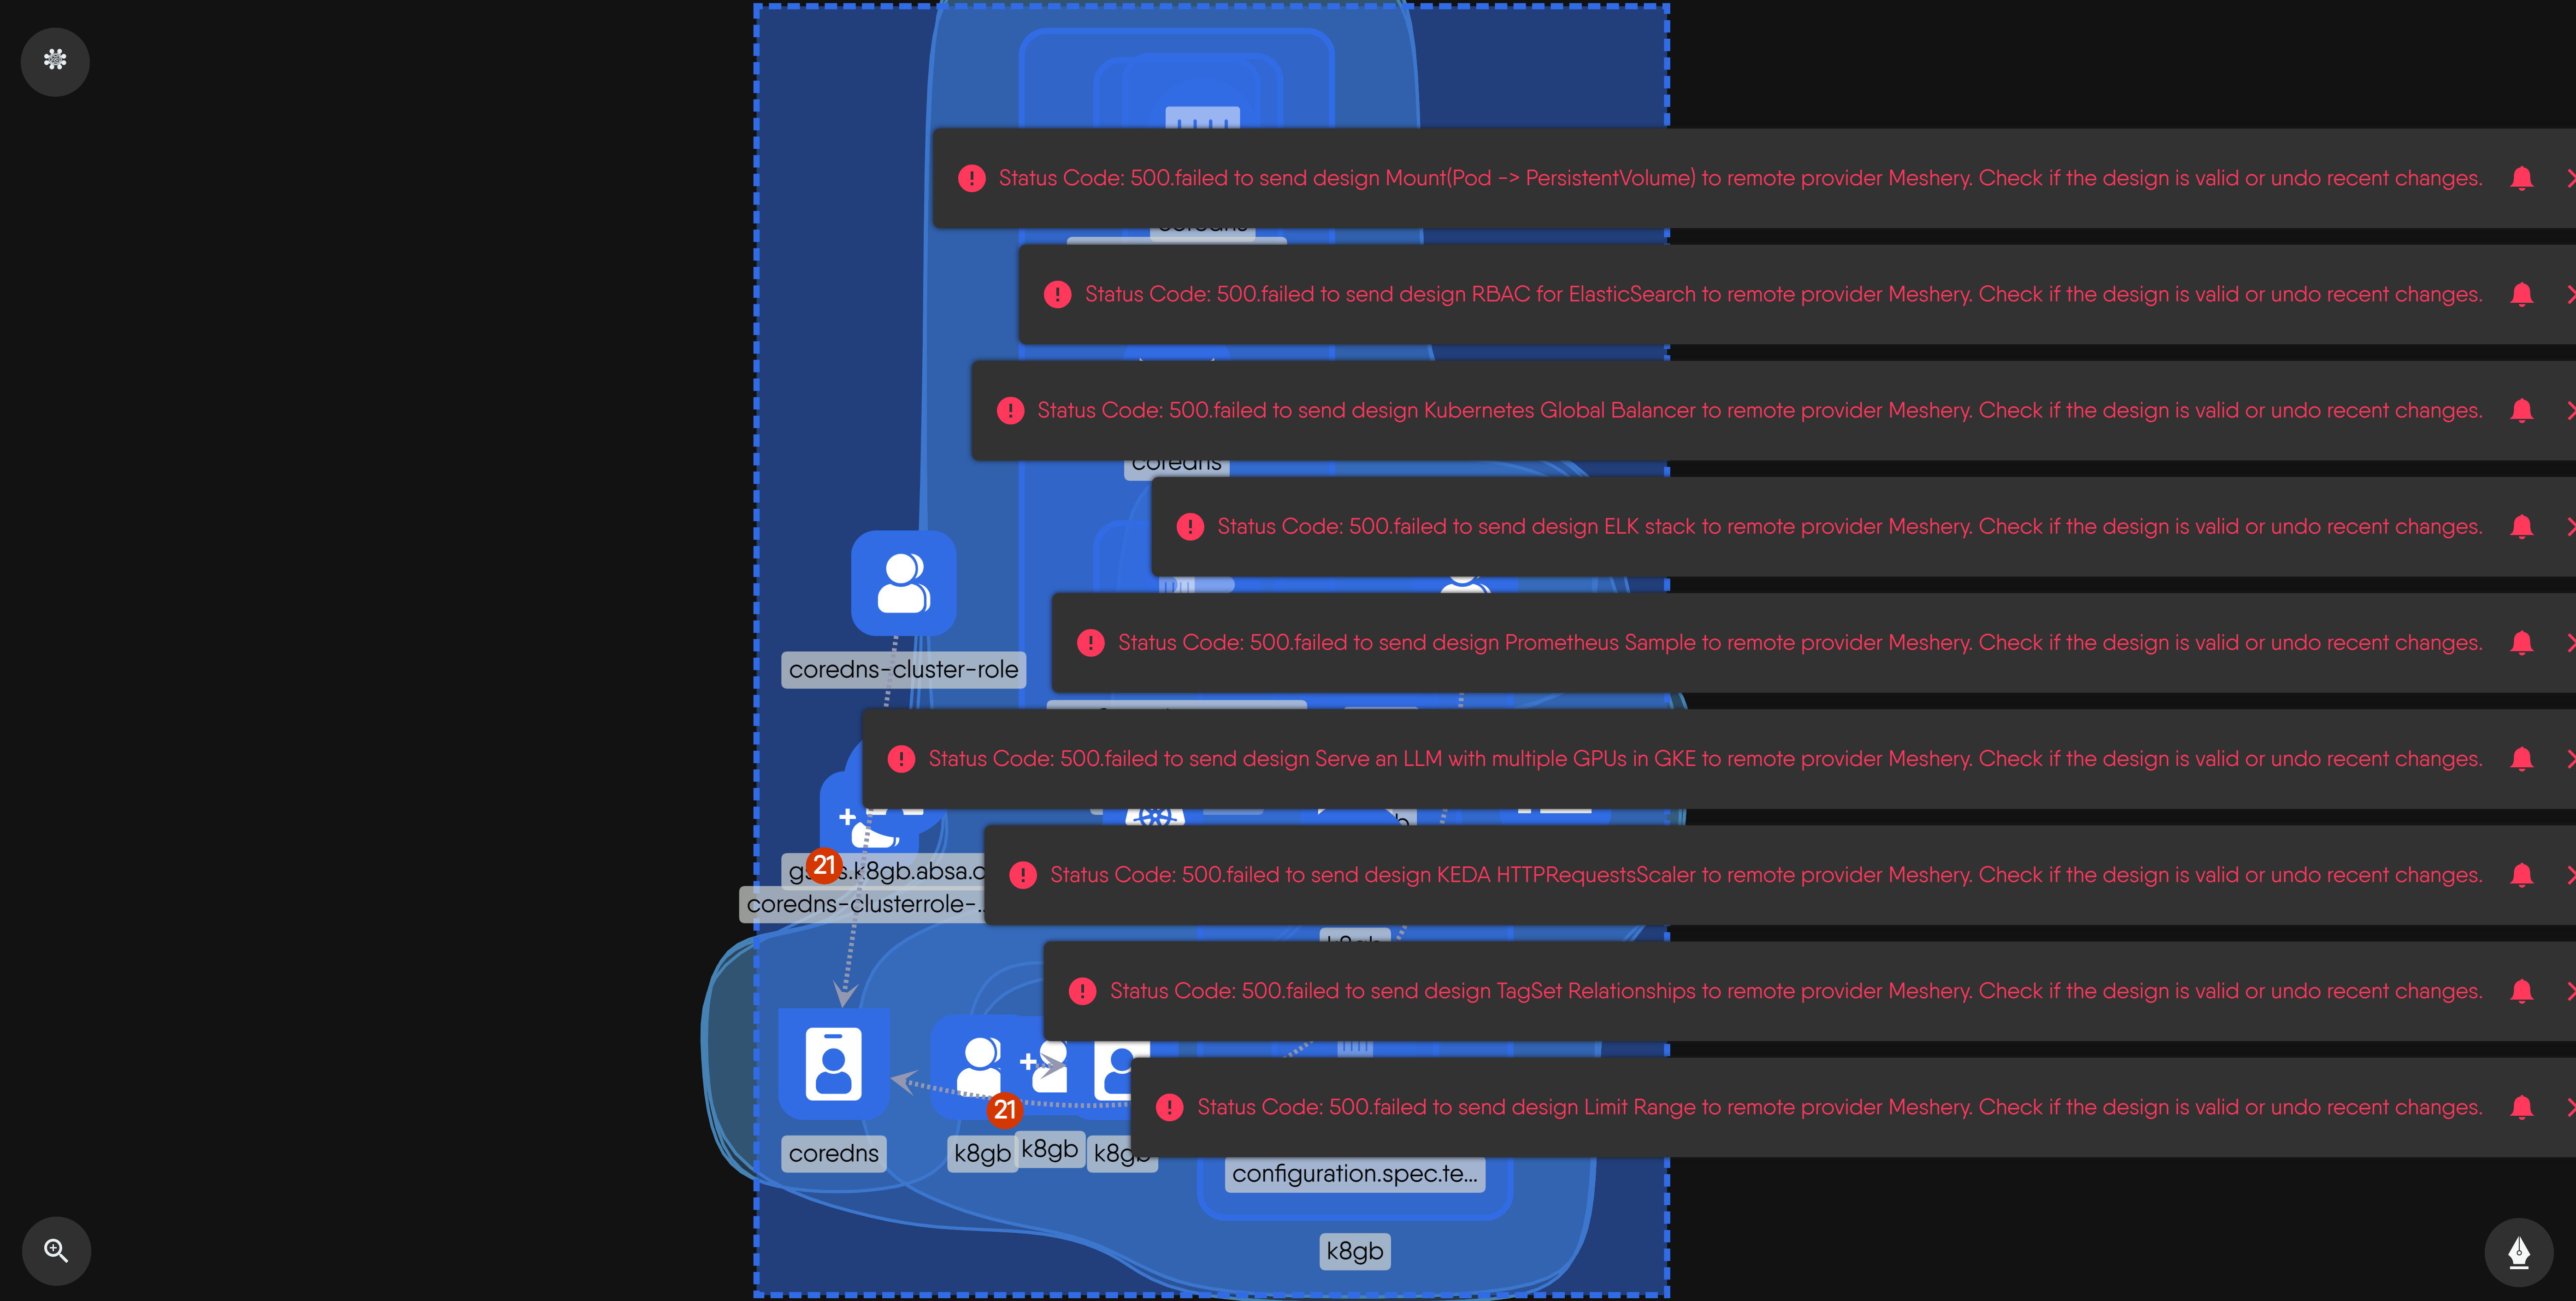 Status Code: 500.failed to send design Mount(Pod -> PersistentVolume) to remote provider Meshery. Check if the design is valid or undo recent changes.
coredns
Status Code: 500.failed to send design RBAC for ElasticSearch to remote provider Meshery. Check if the design is valid or undo recent changes.
Status Code: 500.failed to send design Kubernetes Global Balancer to remote provider Meshery. Check if the design is valid or undo recent changes.
coredns
Status Code: 500.failed to send design ELK stack to remote provider Meshery. Check if the design is valid or undo recent changes.
Status Code: 500.failed to send design Prometheus Sample to remote provider Meshery. Check if the design is valid or undo recent changes.
coredns-cluster-role
Status Code: 500.failed to send design Serve an LLM with multiple GPUs in GKE to remote provider Meshery. Check if the design is valid or undo recent changes.
21
.k8gb.absa.o
Status Code: 500.failed to send design KEDA HTTPRequestsScaler to remote provider Meshery. Check if the design is valid or undo recent changes.
coredns-clusterrole-...
k8gb
Status Code: 500.failed to send design TagSet Relationships to remote provider Meshery. Check if the design is valid or undo recent changes.
21
Status Code: 500.failed to send design Limit Range to remote provider Meshery. Check if the design is valid or undo recent changes.
coredns
k8gb
k8gb
k8gb
configuration.spec.te...
k8gb